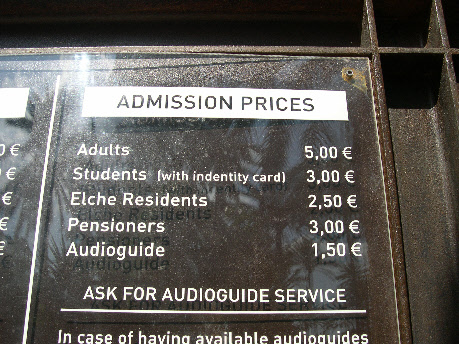 ADMISSION PRICES
Adults 5,00 €
Students (with indentity card) 3,00 €
Elche Residents 2,50 €
Pensioners 3,00 €
Audioguide 1,50 €
ASK FOR AUDIOGUIDE SERVICE
In case of having available audioguides